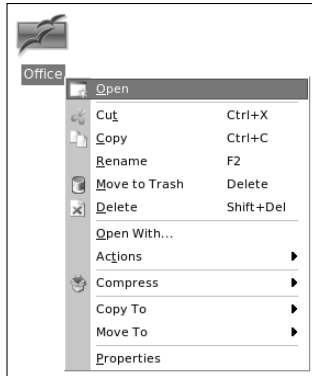 Office
Open
Cut Ctrl+X
Copy Ctrl+C
Rename F2
Move to Trash Delete
Delete Shift+Del
Open With...
Actions
Compress
Copy To
Move To
Properties